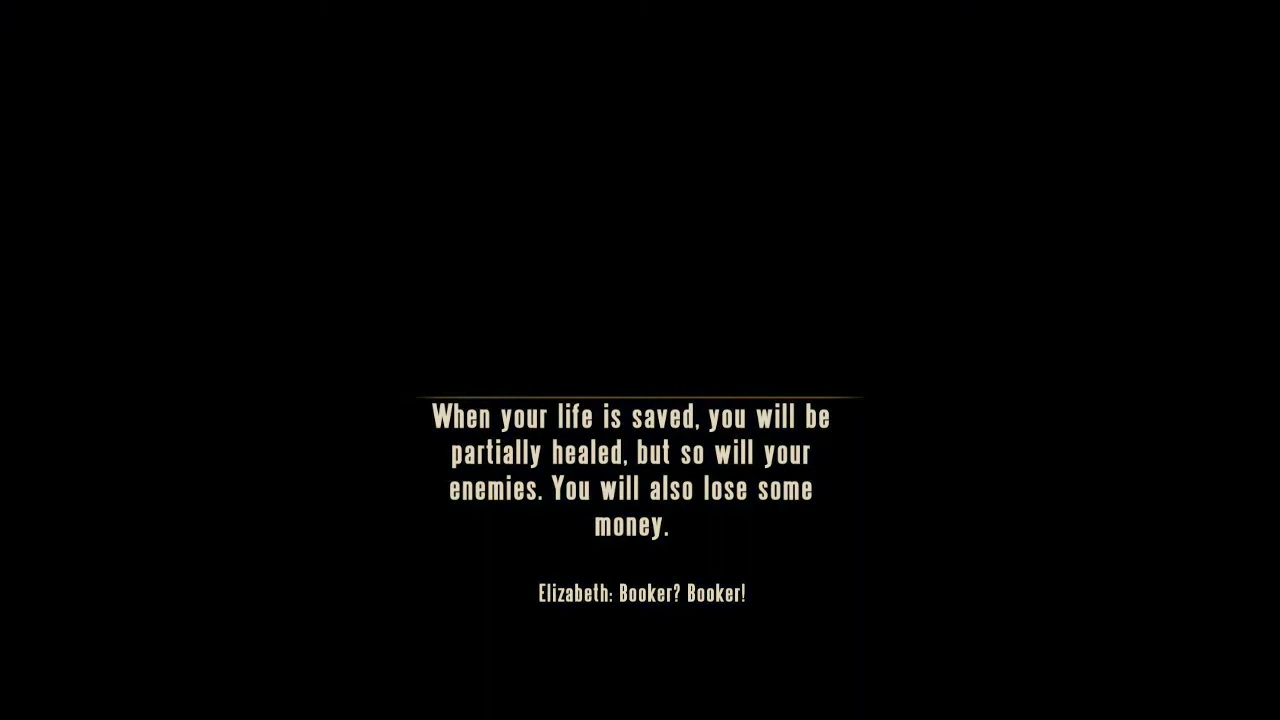 When your life is saved, you will be
partially healed, but so will your
enemies. You will also lose some
money.
Elizabeth: Booker? Booker!